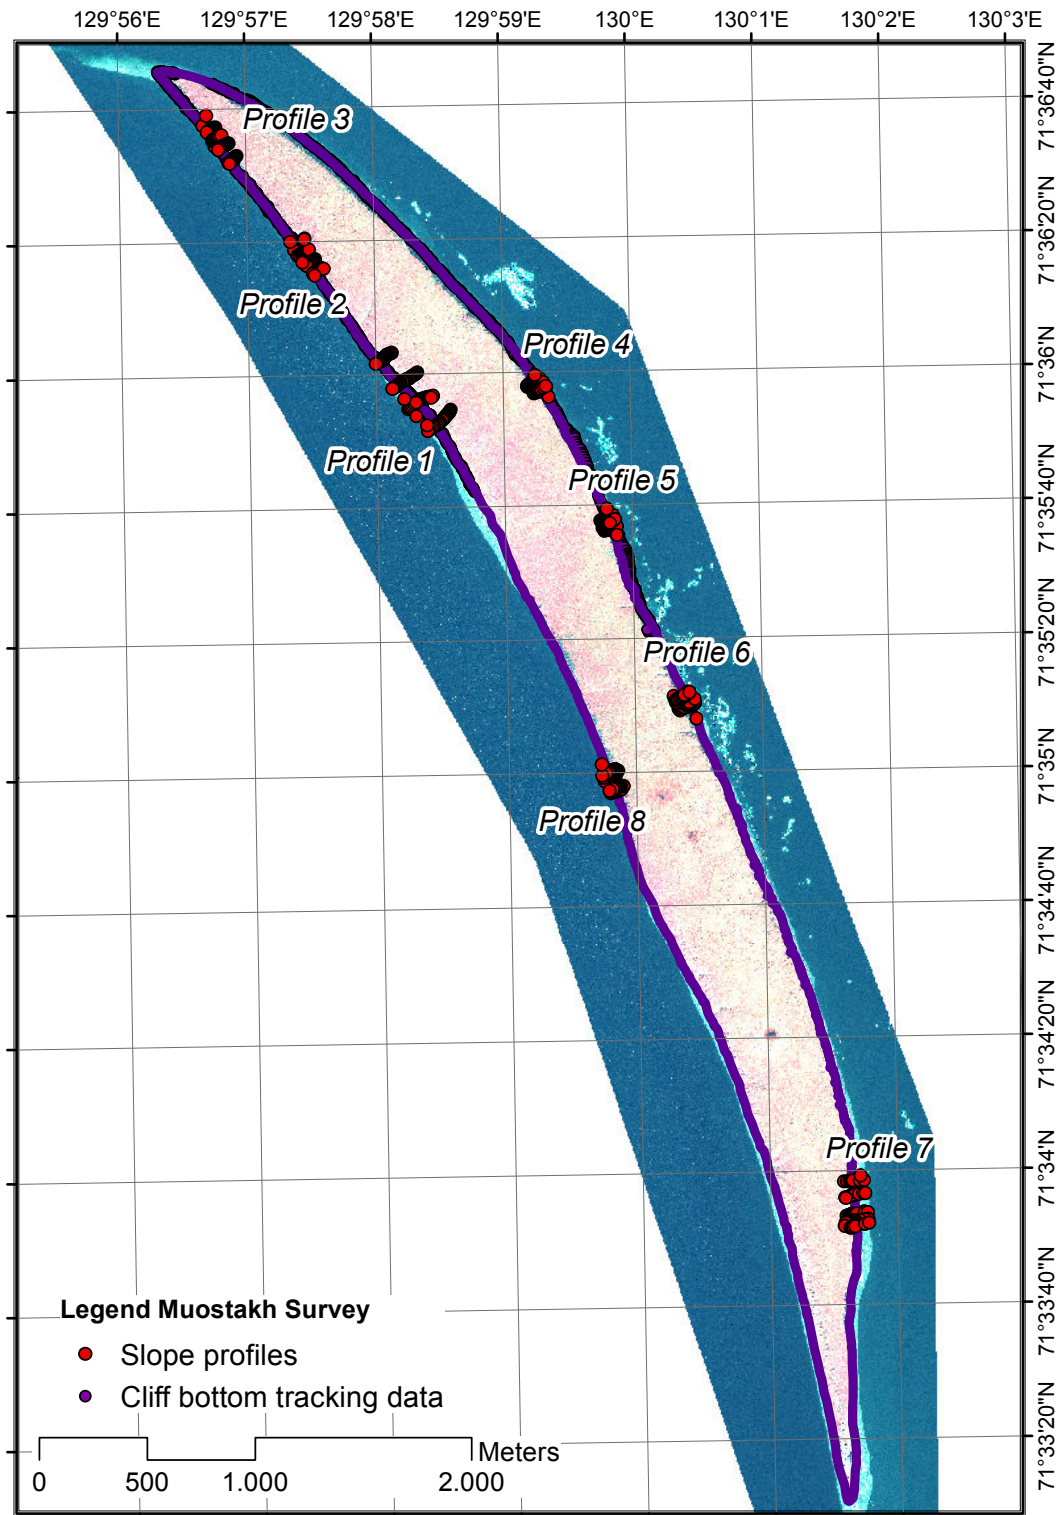 129°56'E 129°57'E 129°58'E 129°59'E 130°0'E 130°1'E 130°2'E 130°3'E
71°36'40"N
Profile 3
71°36'20"N
Profile 2
Profile 4
71°36'N
Profile 1
Profile 5
71°35'40"N
71°35'20"N
Profile 6
71°35'N
Profile 8
71°34'40"N
71°34'20"N
Profile 7
71°34'N
71°33'40"N
Legend Muostakh Survey
Slope profiles
Cliff bottom tracking data
71°33'20"N
Meters
0 500 1.000 2.000